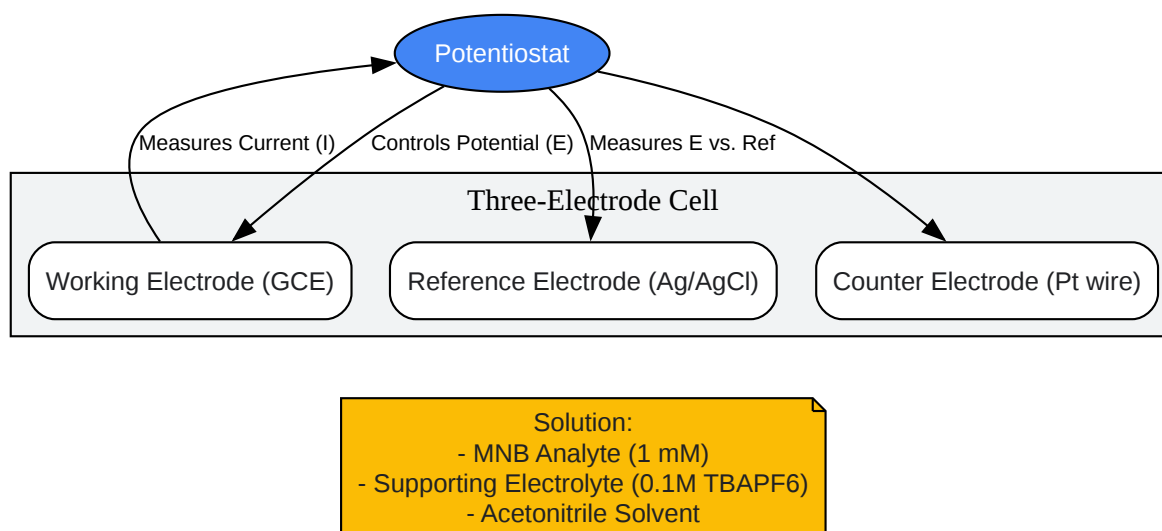 Potentiostat
Measures Current (I)
Controls Potential (E)
Measures E vs. Ref
Three-Electrode Cell
Working Electrode (GCE)
Reference Electrode (Ag/AgCl)
Counter Electrode (Pt wire)
Solution:
- MNB Analyte (1 mM)
- Supporting Electrolyte (0.1M TBAPF6)
- Acetonitrile Solvent